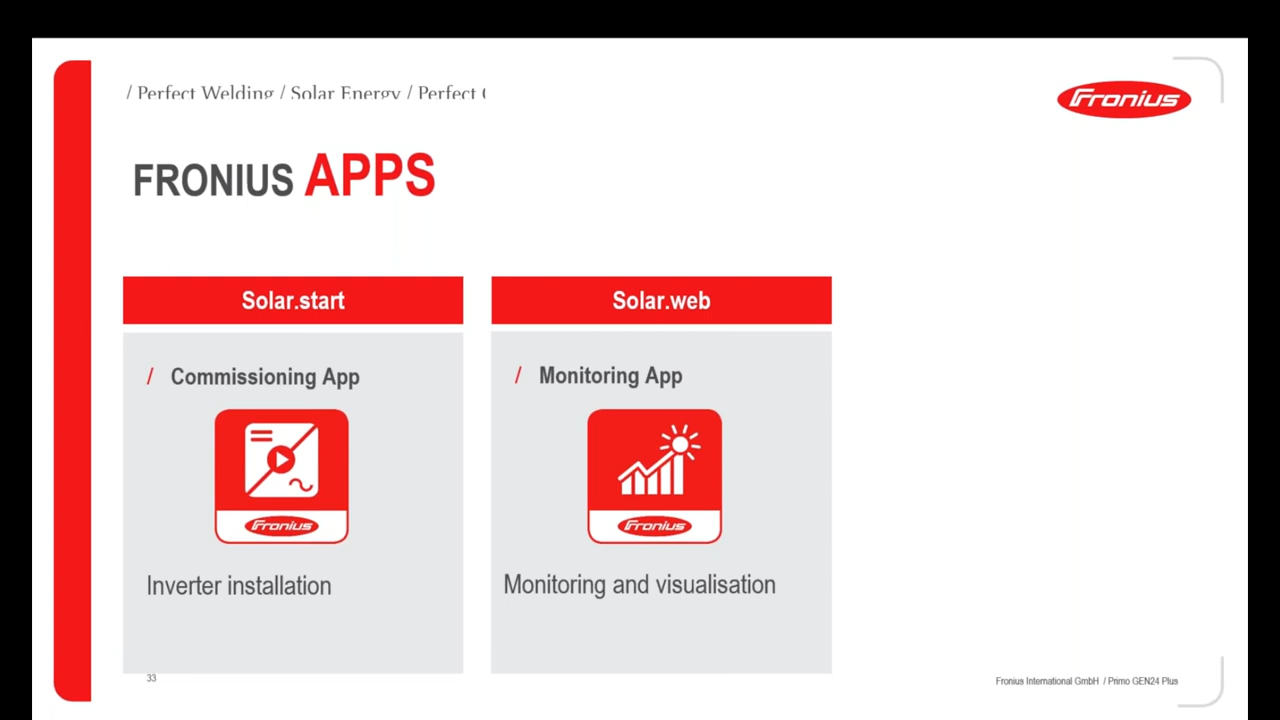 / Perfect Welding / Solar Energy / Perfect
Fronius
FRONIUS APPS
Solar.start
Solar.web
/ Commissioning App
/ Monitoring App
Fronius
Fronius
Inverter installation
Monitoring and visualisation
33
Fronius International GmbH / Primo GEN24 Plus